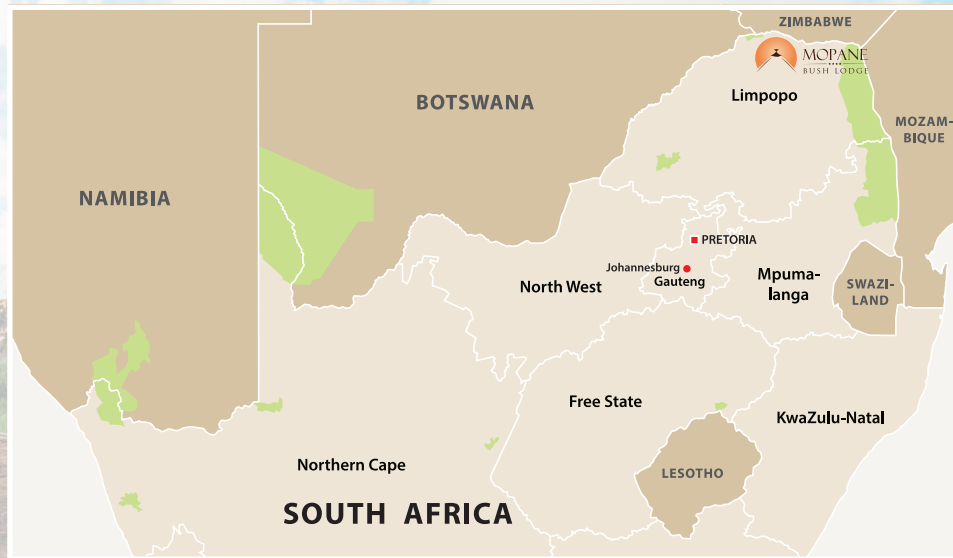 ZIMBABWE
MOPANE
BUSH LODGE
BOTSWANA
Limpopo
MOZAM-
BIQUE
NAMIBIA
PRETORIA
Johannesburg
Gauteng
North West
Mpuma-
langa
SWAZI-
LAND
Free State
KwaZulu-Natal
Northern Cape
LESOTHO
SOUTH AFRICA